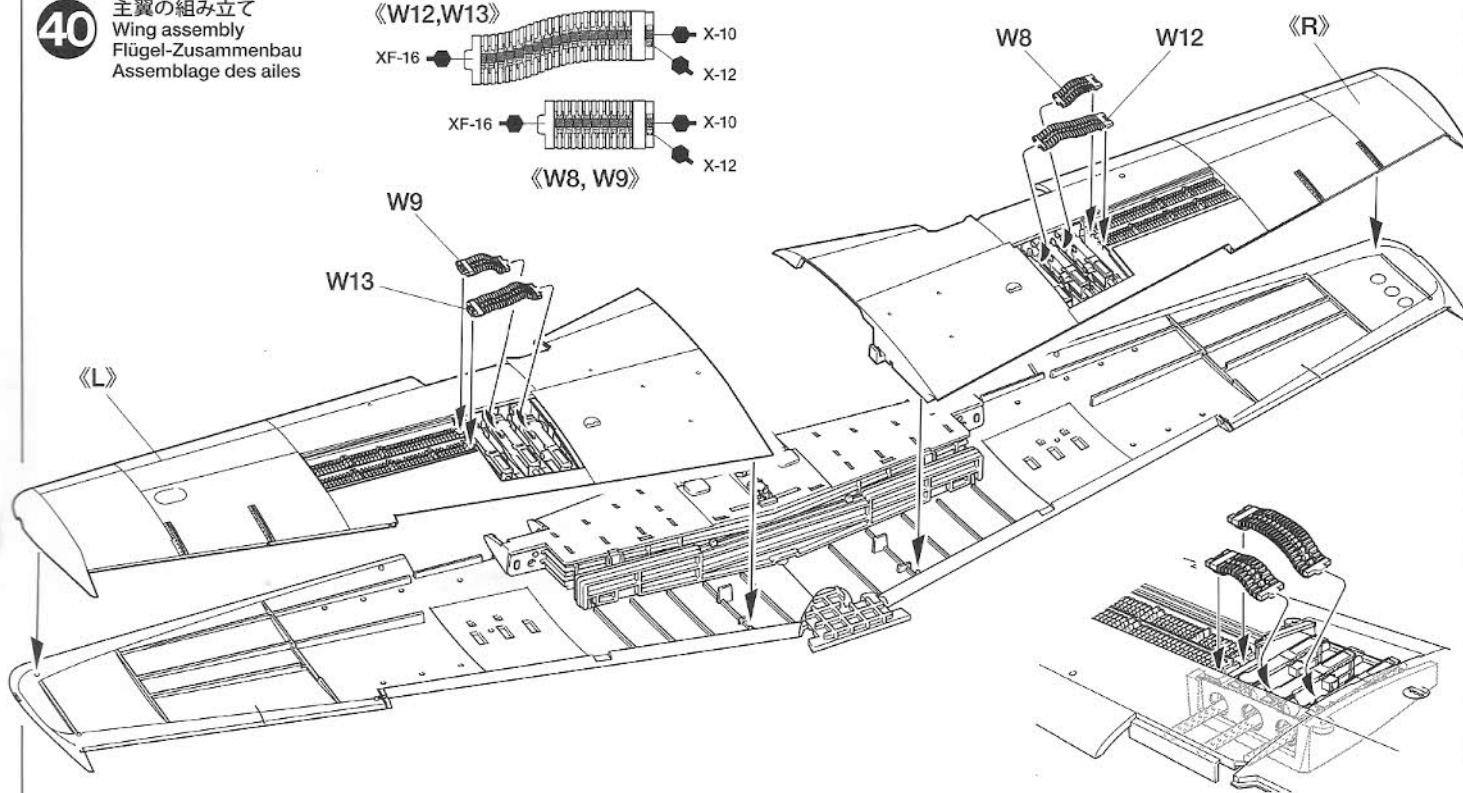 40
主翼の組み立て
Wing assembly
Flügel-Zusammenbau
Assemblage des ailes
《W12,W13》
XF-16
X-10
X-12
XF-16
X-10
X-12
《W8, W9》
W8
W12
《R》
W9
W13
《L》